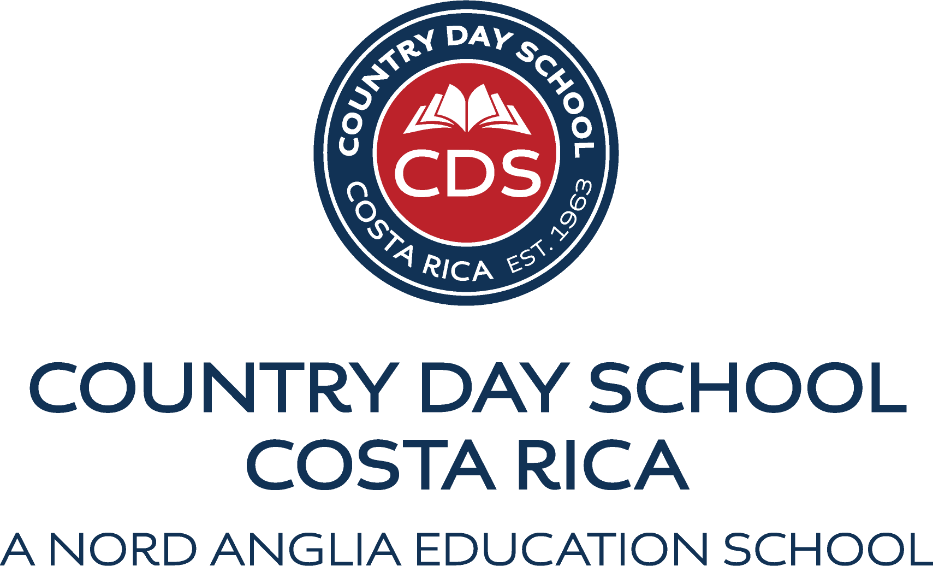 COUNTRY DAY SCHOOL
CDS
COSTA RICA EST. 1963
COUNTRY DAY SCHOOL
COSTA RICA
A NORD ANGLIA EDUCATION SCHOOL